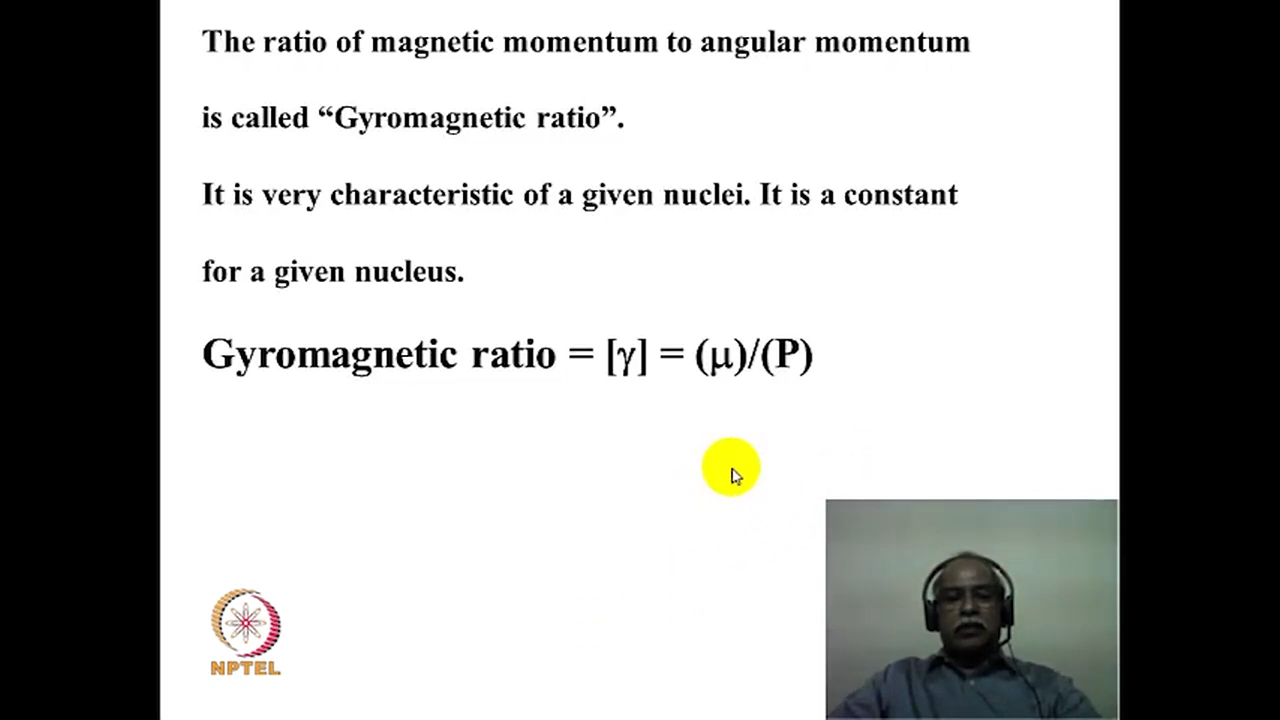 The ratio of magnetic momentum to angular momentum
is called “Gyromagnetic ratio”.
It is very characteristic of a given nuclei. It is a constant
for a given nucleus.
Gyromagnetic ratio = [γ] = (μ)/(P)
NPTEL